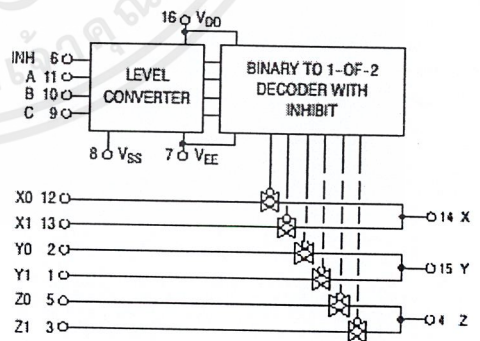 16 VDD
INH 6
A 11
B 10
C 9
LEVEL
CONVERTER
BINARY TO 1-OF-2
DECODER WITH
INHIBIT
8 VSS
7 VEE
X0 12
X1 13
14 X
Y0 2
Y1 1
15 Y
Z0 5
Z1 3
4 Z